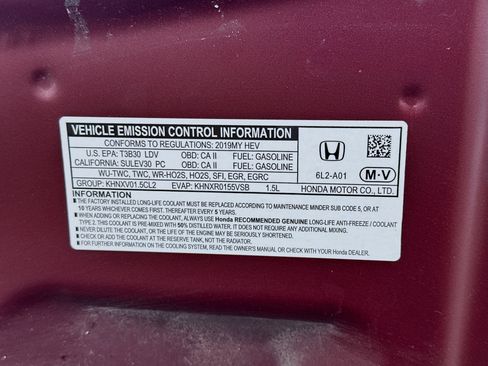 VEHICLE EMISSION CONTROL INFORMATION
CONFORMS TO REGULATIONS: 2019MY HEV
U.S. EPA: T3B30 LDV OBD: CA II FUEL: GASOLINE
CALIFORNIA: SULEV30 PC OBD: CA II FUEL: GASOLINE
WU-TWC, TWC, WR-HO2S, HO2S, SFI, EGR, EGRC
GROUP: KHNXV01.5CL2 EVAP: KHNXR0155VSB 1.5L
6L2-A01
M·V
HONDA MOTOR CO., LTD.
INFORMATION
■ THE FACTORY INSTALLED LONG-LIFE COOLANT MUST BE REPLACED ACCORDING TO MAINTENANCE MINDER SUB CODE 5, OR AT
10 YEARS WHICHEVER COMES FIRST, THEREAFTER REPLACE EVERY 5 YEARS.
■ WHEN ADDING OR REPLACING THE COOLANT, ALWAYS USE Honda RECOMMENDED GENUINE LONG-LIFE ANTI-FREEZE / COOLANT
TYPE 2. THIS COOLANT IS PRE-MIXED WITH 50% DISTILLED WATER. IT DOES NOT REQUIRE ANY ADDITIONAL MIXING.
■ NEVER DILUTE THE COOLANT, OR THE LIFE OF THE ENGINE MAY BE SERIOUSLY SHORTENED.
■ CHECK AND ADD COOLANT AT THE RESERVE TANK, NOT THE RADIATOR.
■ FOR FURTHER INFORMATION ON THE COOLING SYSTEM, READ THE OWNER'S MANUAL OR CHECK WITH YOUR Honda DEALER.